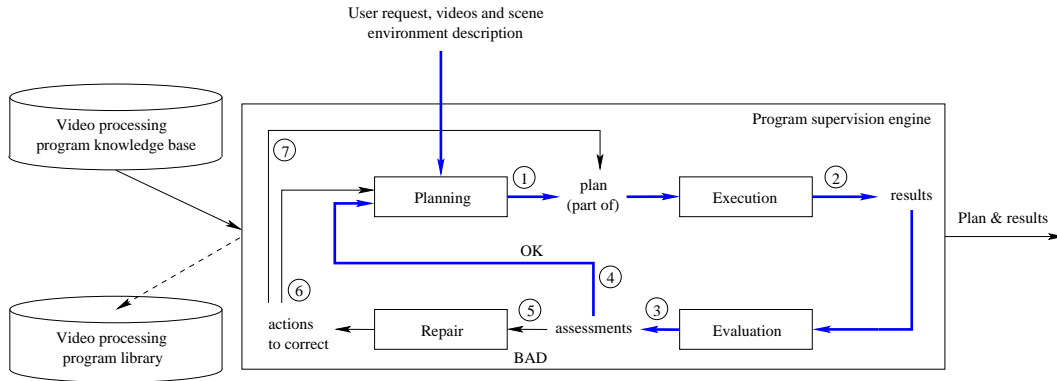 User request, videos and scene
environment description
Video processing
program knowledge base
Program supervision engine
7
Planning
1
plan
(part of)
Execution
2
results
Plan & results
OK
4
6
actions
to correct
Repair
5
assessments
3
Evaluation
BAD
Video processing
program library